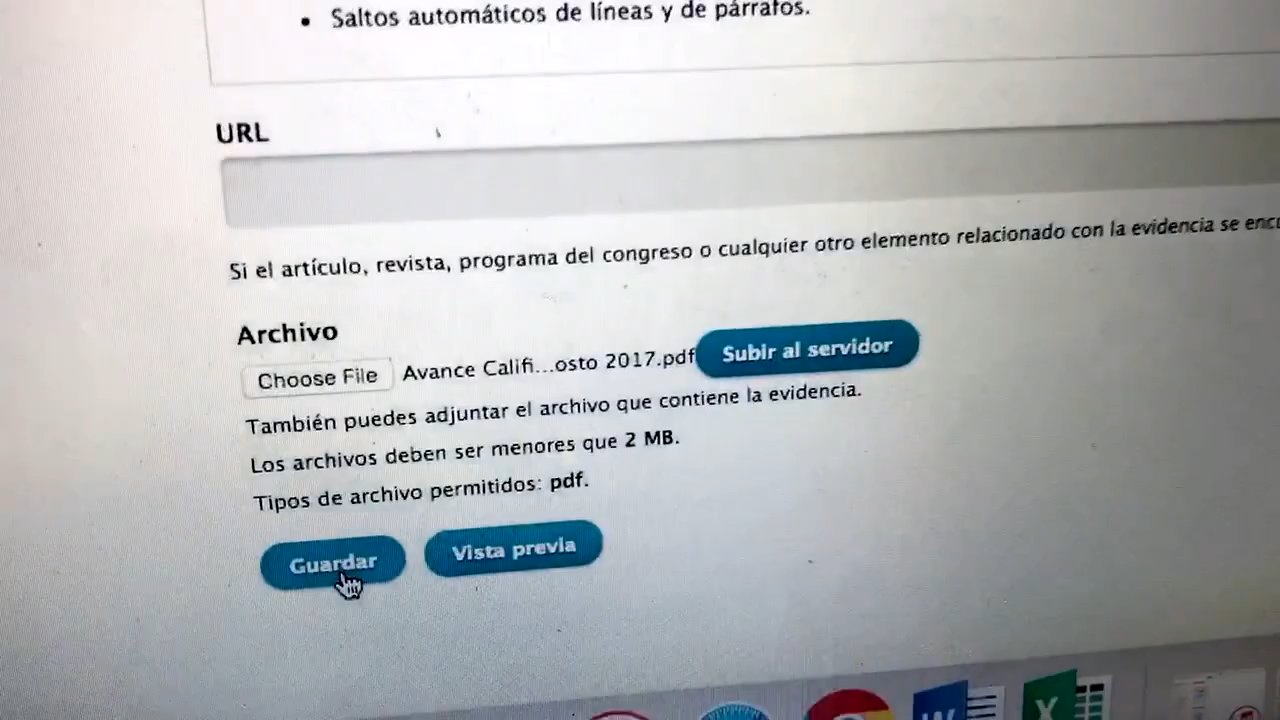 Saltos automáticos de líneas y de párrafos.
URL
Si el artículo, revista, programa del congreso o cualquier otro elemento relacionado con la evidencia se
Archivo
Choose File Avance Califi...osto 2017.pdf Subir al servidor
También puedes adjuntar el archivo que contiene la evidencia.
Los archivos deben ser menores que 2 MB.
Tipos de archivo permitidos: pdf.
Guardar Vista previa